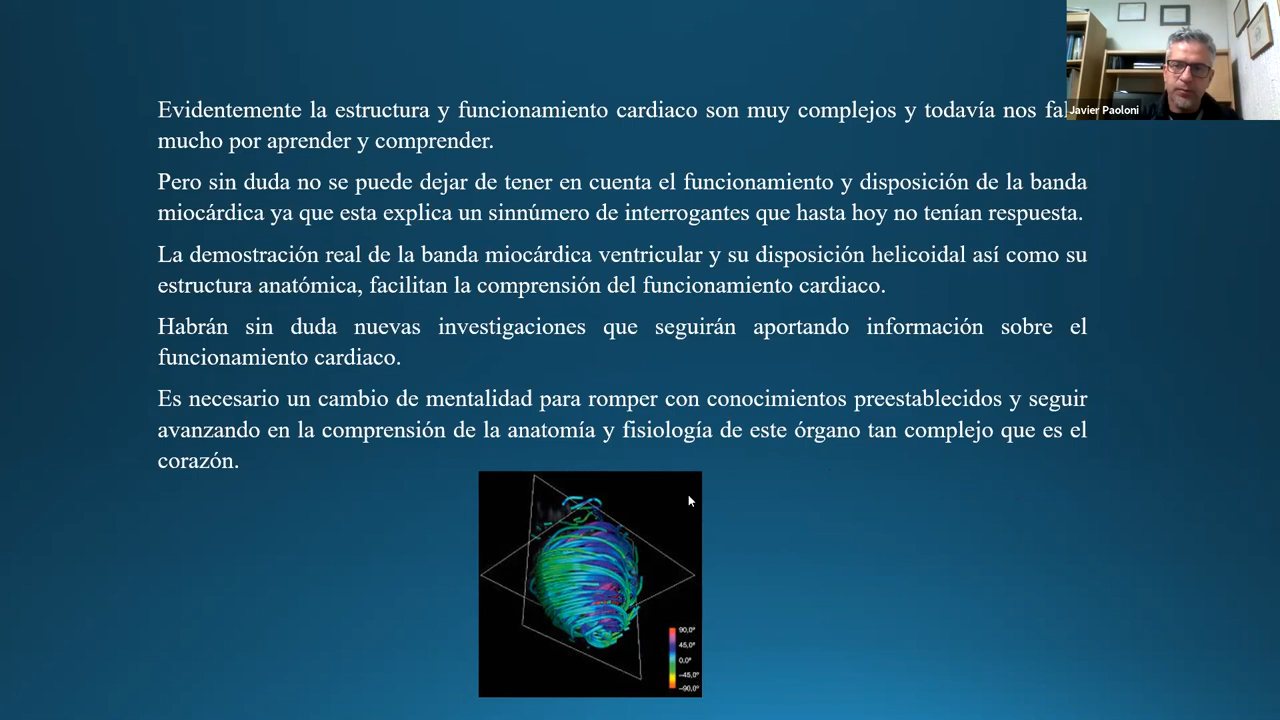 Evidentemente la estructura y funcionamiento cardiaco son muy complejos y todavía nos
mucho por aprender y comprender.
Pero sin duda no se puede dejar de tener en cuenta el funcionamiento y disposición de la banda
miocárdica ya que esta explica un sinnúmero de interrogantes que hasta hoy no tenían respuesta.
La demostración real de la banda miocárdica ventricular y su disposición helicoidal así como su
estructura anatómica, facilitan la comprensión del funcionamiento cardiaco.
Habrán sin duda nuevas investigaciones que seguirán aportando información sobre el
funcionamiento cardiaco.
Es necesario un cambio de mentalidad para romper con conocimientos preestablecidos y seguir
avanzando en la comprensión de la anatomía y fisiología de este órgano tan complejo que es el
corazón.
Javier Paoloni
90,0°
45,0°
0,0°
–45,0°
–90,0°